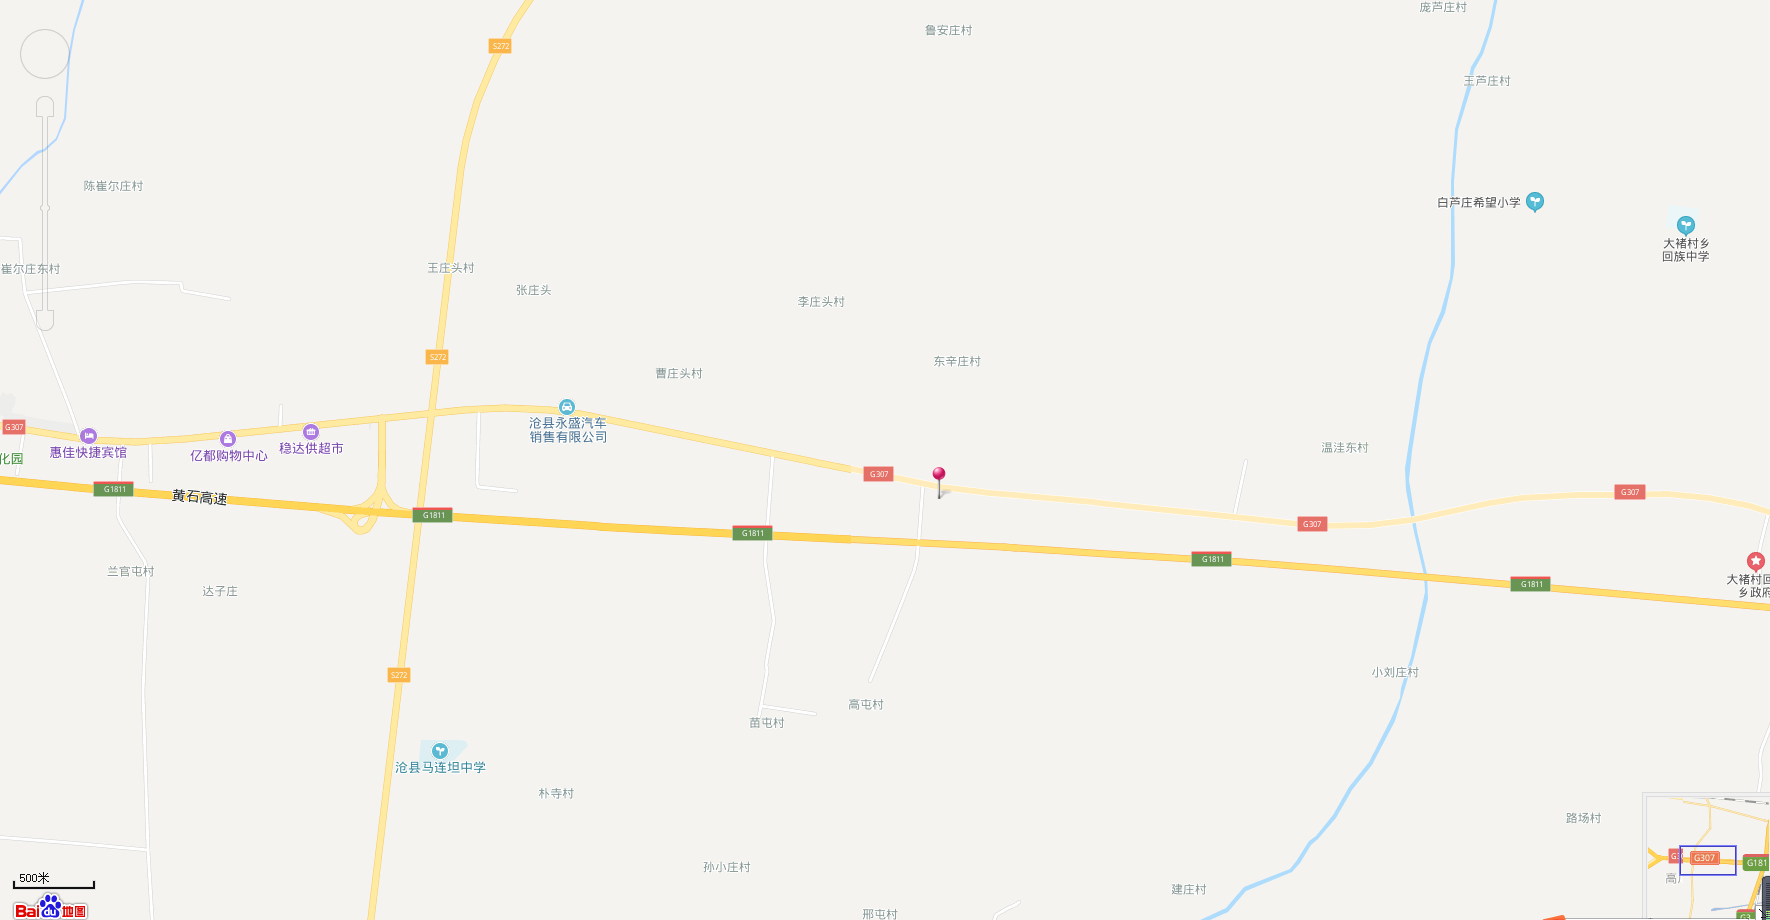 庞芦庄村
鲁安庄村
S272
王芦庄村
陈崔尔庄村
白芦庄希望小学
大褚村乡
回族中学
崔尔庄东村
王庄头村
张庄头
李庄头村
S272
东辛庄村
曹庄头村
沧县永盛汽车
销售有限公司
G307
惠佳快捷宾馆
亿都购物中心
稳达供超市
化园
温洼东村
G307
G1811
黄石高速
G1811
G307
G307
G1811
G1811
G1811
兰官屯村
达子庄
大褚村回
乡政府
S272
小刘庄村
高屯村
苗屯村
沧县马连坦中学
朴寺村
路场村
孙小庄村
建庄村
邢屯村
500米
Bai du 地图
G3
G307
G181
高
G3